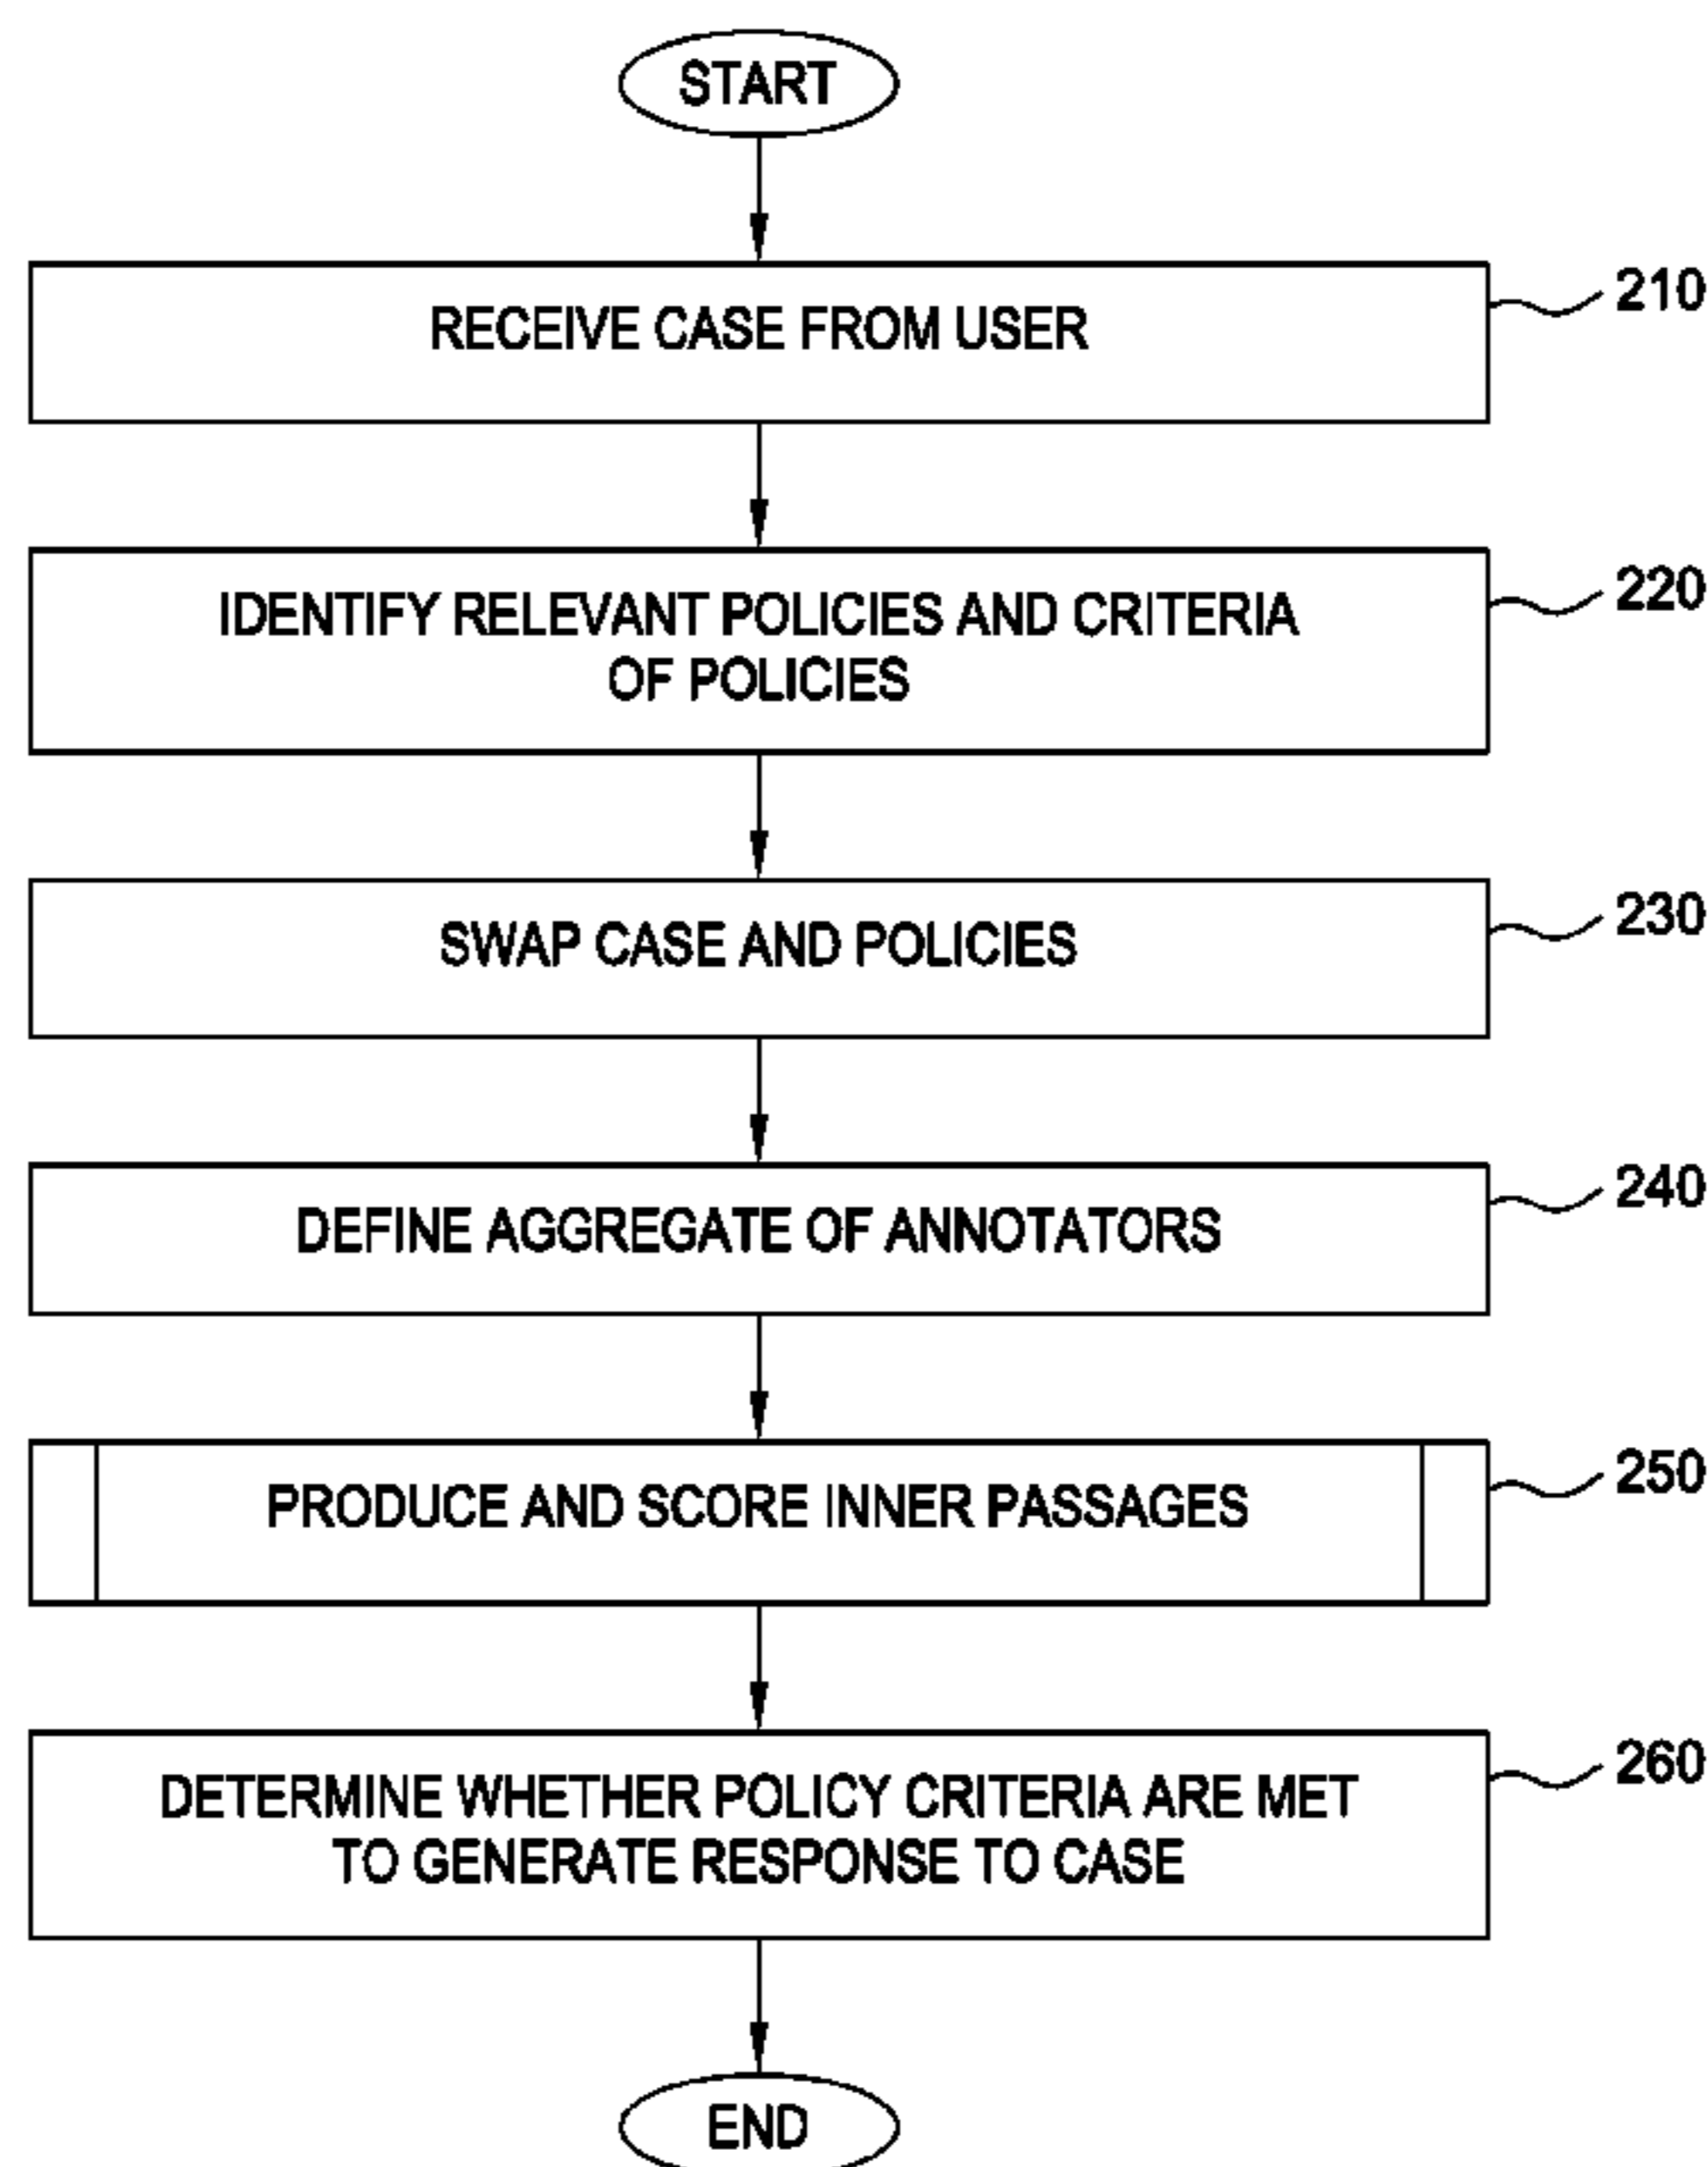 START
RECEIVE CASE FROM USER
210
IDENTIFY RELEVANT POLICIES AND CRITERIA
OF POLICIES
220
SWAP CASE AND POLICIES
230
DEFINE AGGREGATE OF ANNOTATORS
240
PRODUCE AND SCORE INNER PASSAGES
250
DETERMINE WHETHER POLICY CRITERIA ARE MET
TO GENERATE RESPONSE TO CASE
260
END